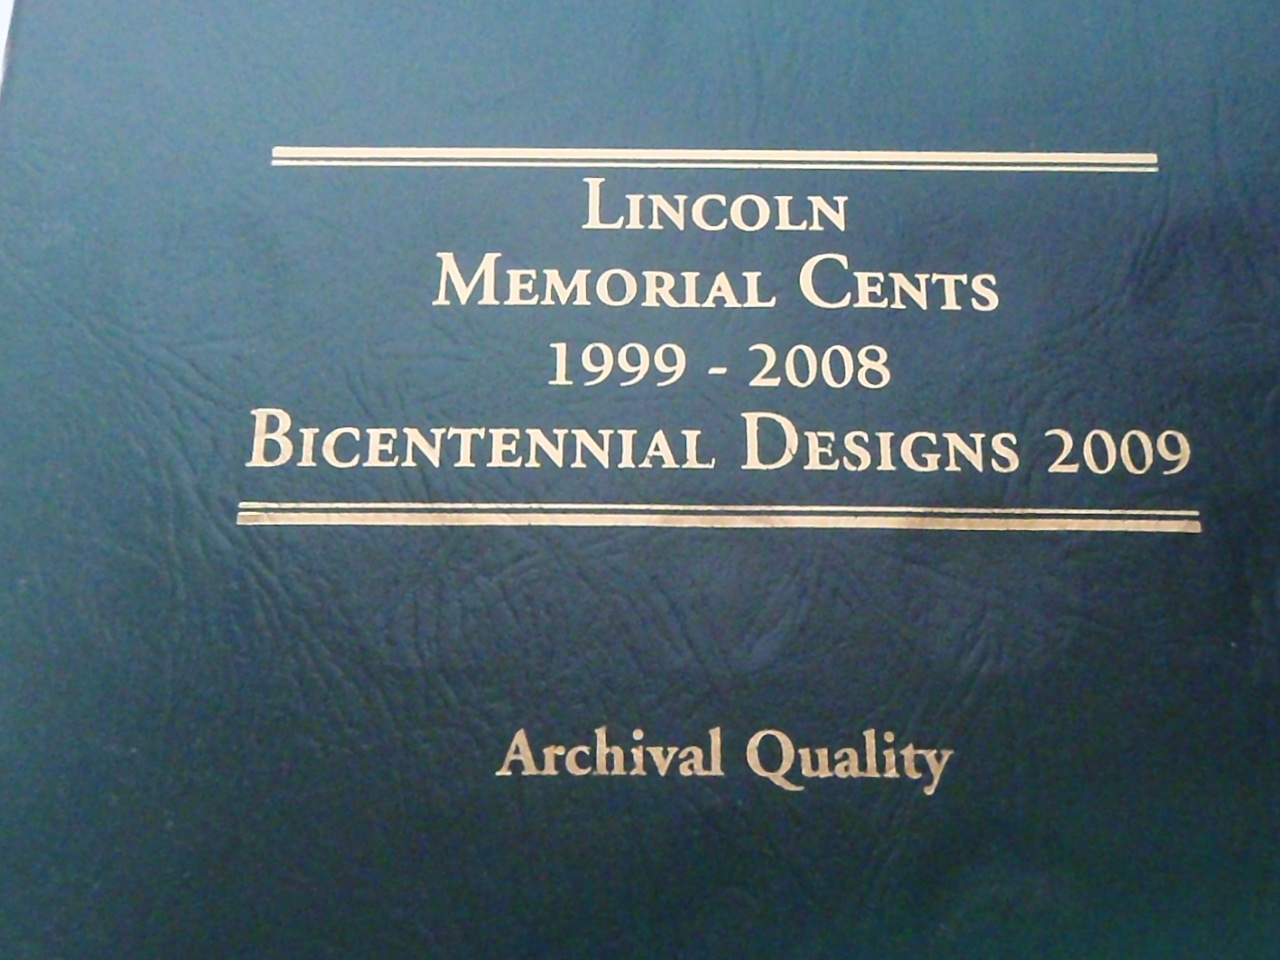 LINCOLN
MEMORIAL CENTS
1999 - 2008
BICENTENNIAL DESIGNS 2009
Archival Quality